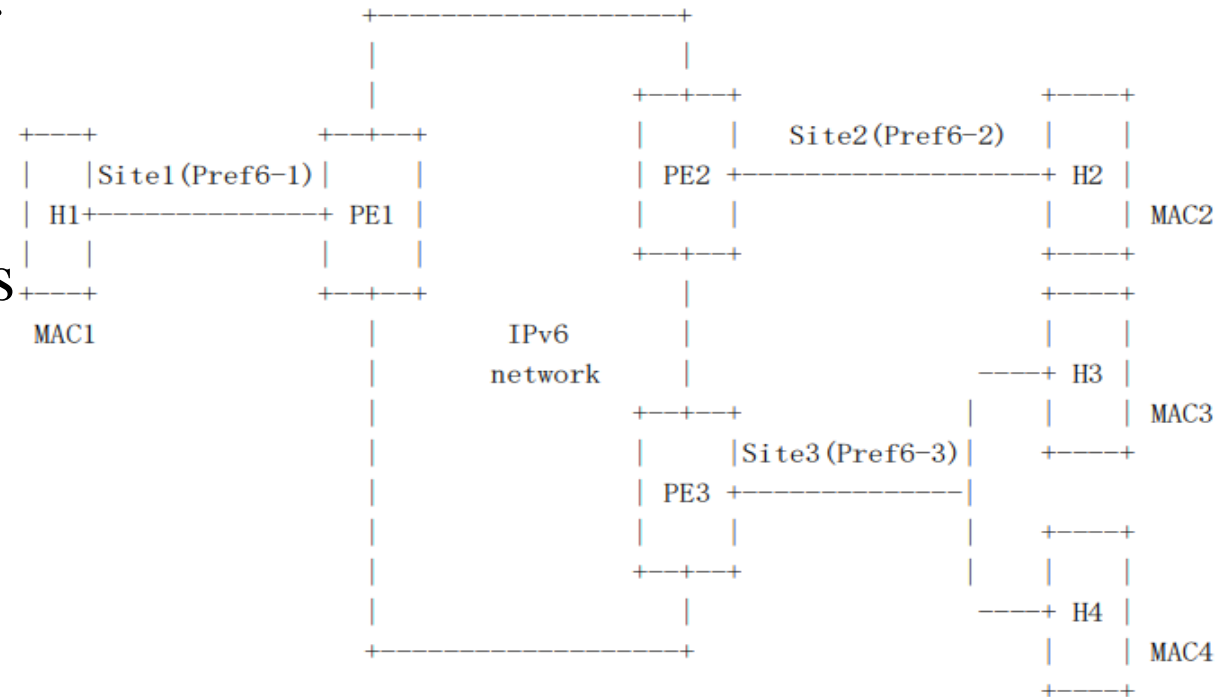 Site2(Pref6-2)
Site1(Pref6-1)
PE2
H2
H1
PE1
MAC2
s
MAC1
IPv6
network
H3
MAC3
Site3(Pref6-3)
PE3
H4
MAC4